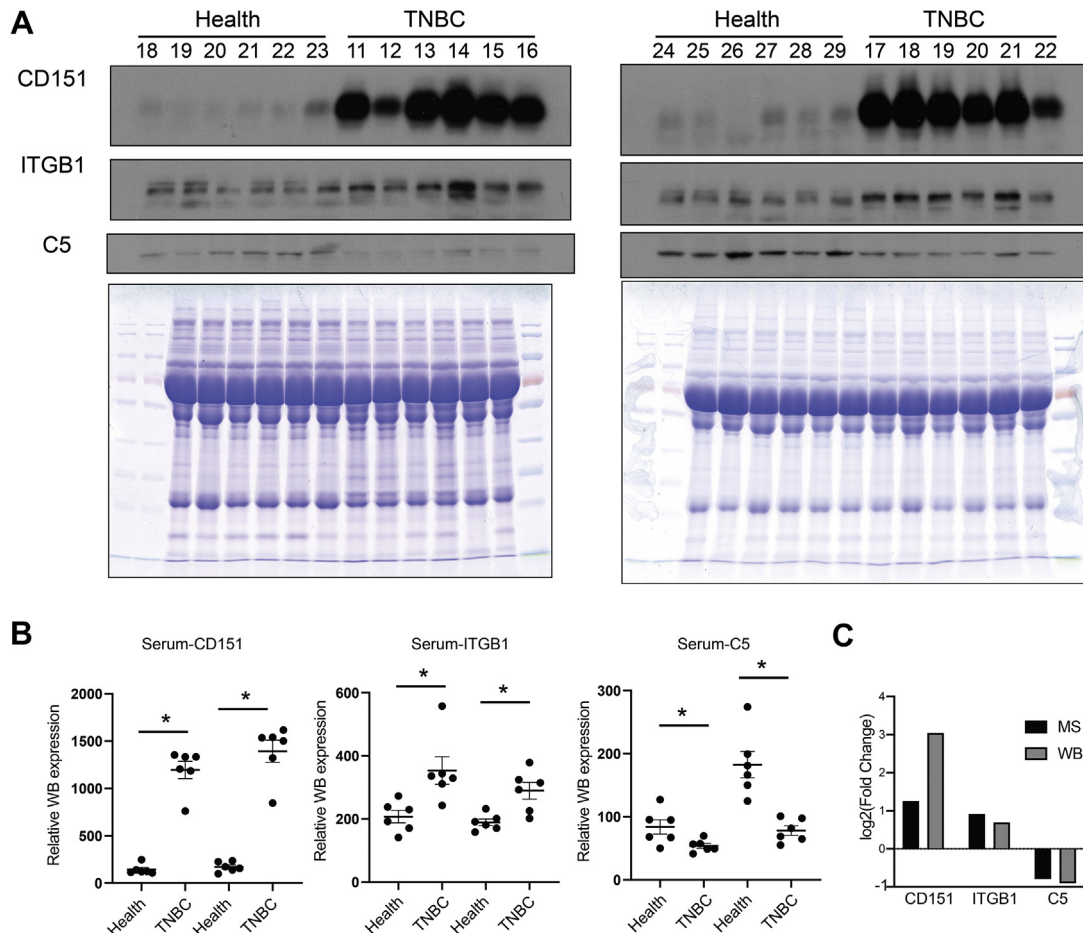 A
Health TNBC
18 19 20 21 22 23 11 12 13 14 15 16
Health TNBC
24 25 26 27 28 29 17 18 19 20 21 22
CD151
ITGB1
C5
B
Serum-CD151
Relative WB expression
2000
1500
1000
500
0
*
*
Health TNBC Health TNBC
Serum-ITGB1
Relative WB expression
600
400
200
0
*
*
Health TNBC Health TNBC
Serum-C5
Relative WB expression
300
200
100
0
*
*
Health TNBC Health TNBC
C
log2(Fold Change)
4
3
2
1
0
-1
MS
WB
CD151 ITGB1 C5